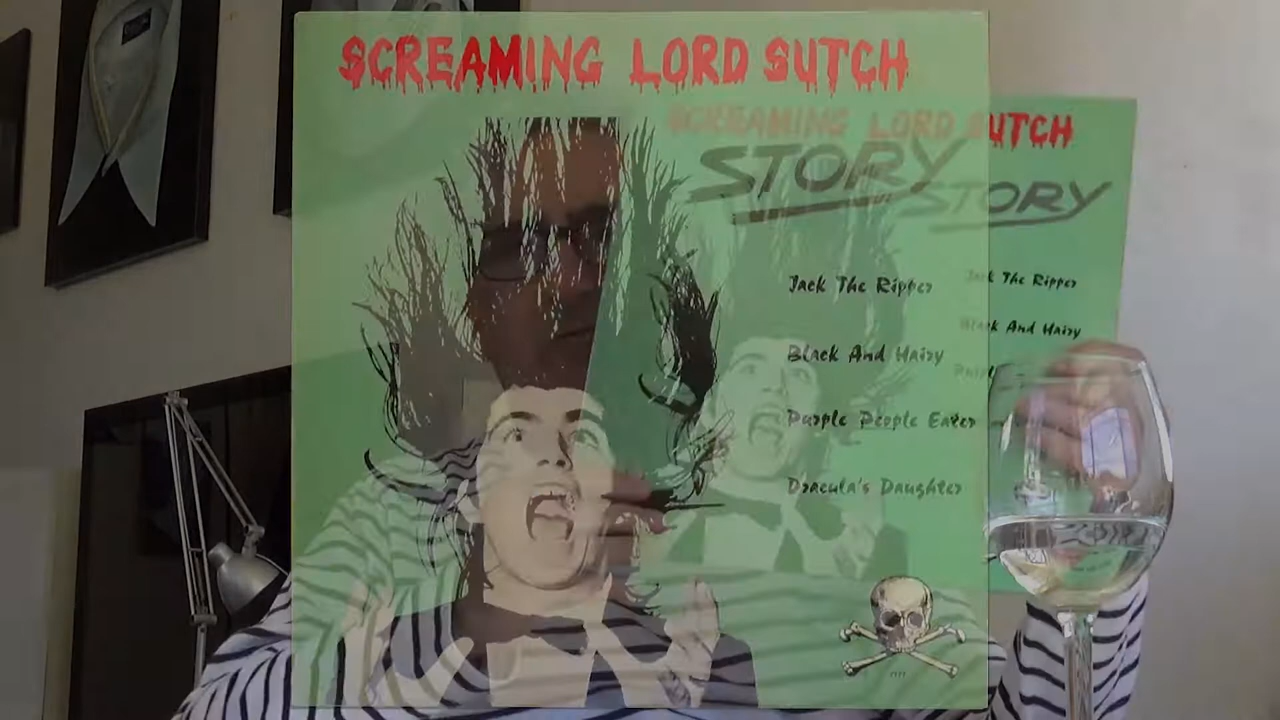 SCREAMING LORD SUTCH
STORY
Jack The Ripper
Black And Hairy
Purple People Eater
Dracula's Daughter
SCREAMING LORD SUTCH
STORY
Jack The Ripper
Black And Hairy